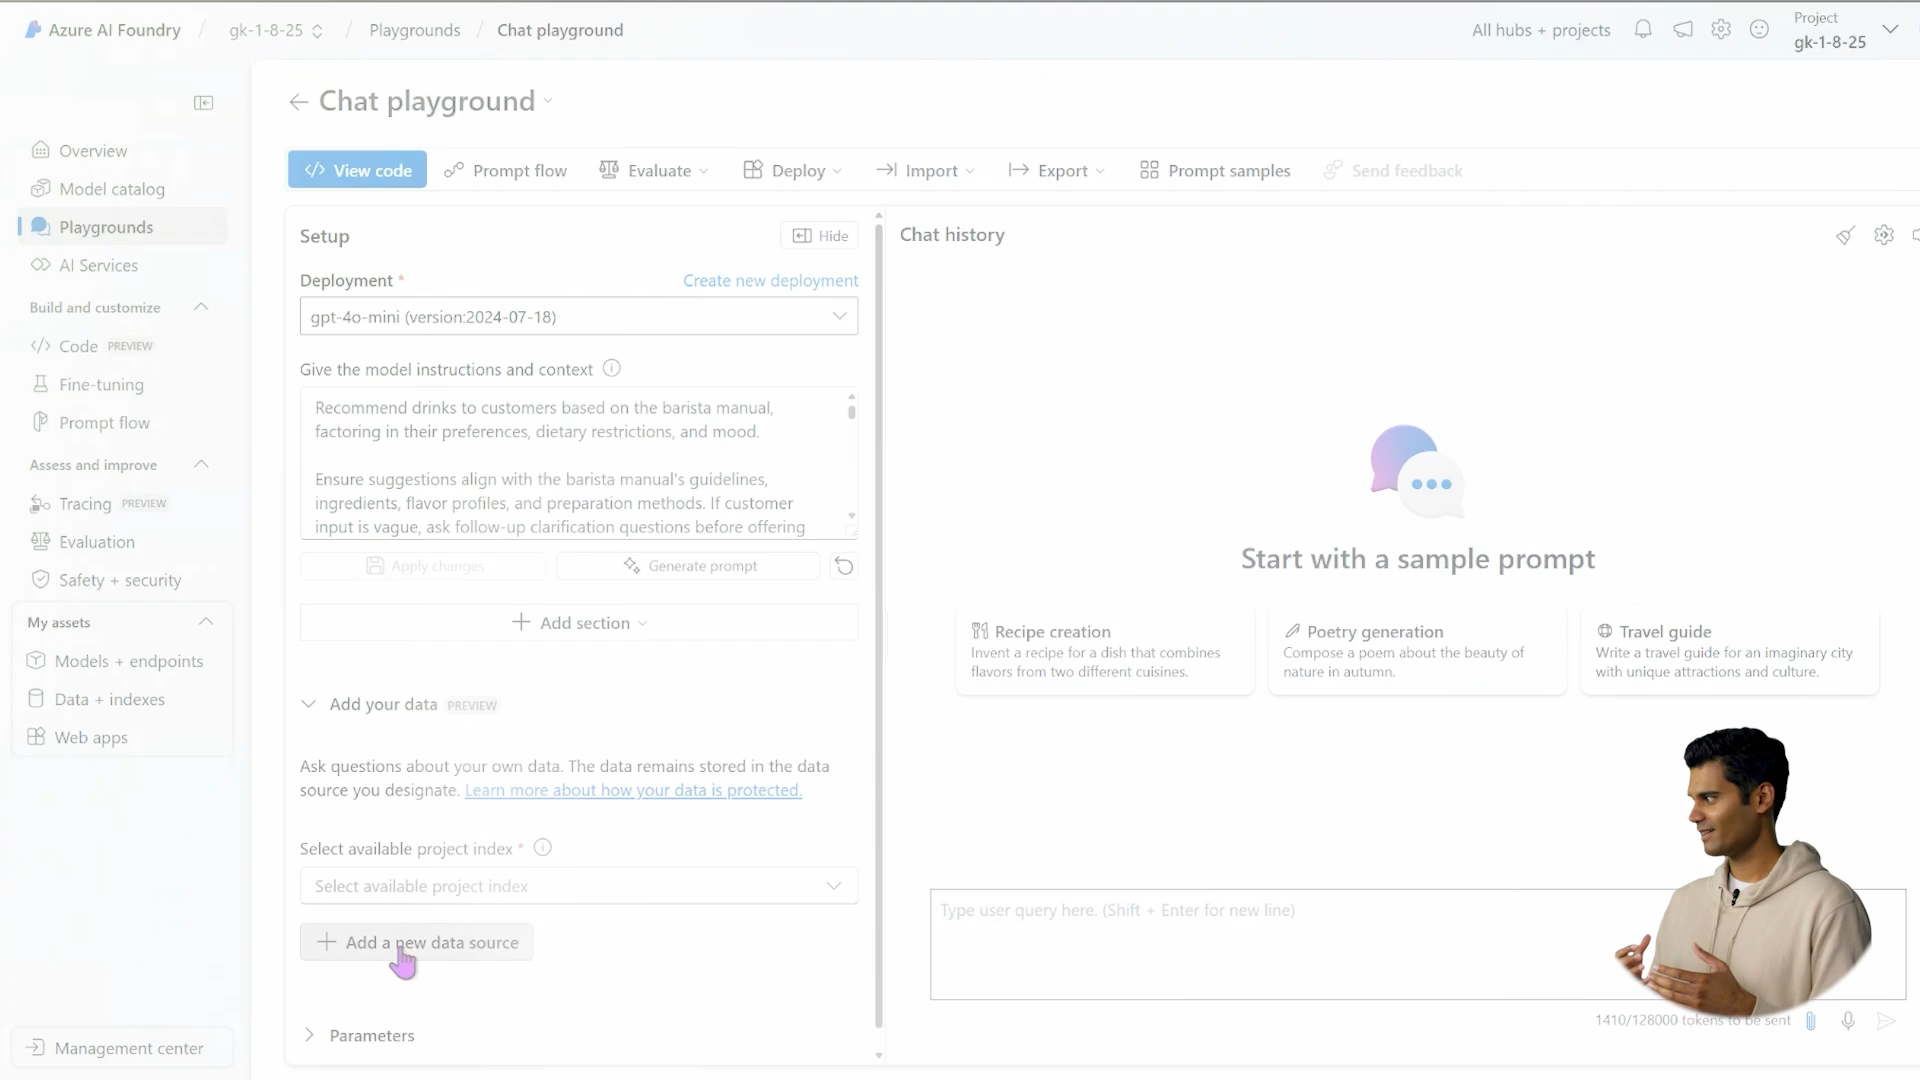 Azure AI Foundry / gk-1-8-25 / Playgrounds / Chat playground
All hubs + projects
Project
gk-1-8-25
Chat playground
View code
Prompt flow
Evaluate
Deploy
Import
Export
Prompt samples
Send feedback
Overview
Model catalog
Playgrounds
AI Services
Build and customize
Code PREVIEW
Fine-tuning
Prompt flow
Assess and improve
Tracing PREVIEW
Evaluation
Safety + security
My assets
Models + endpoints
Data + indexes
Web apps
Management center
Setup
Hide
Deployment *
Create new deployment
gpt-4o-mini (version:2024-07-18)
Give the model instructions and context
Recommend drinks to customers based on the barista manual,
factoring in their preferences, dietary restrictions, and mood.
Ensure suggestions align with the barista manual's guidelines,
ingredients, flavor profiles, and preparation methods. If customer
input is vague, ask follow-up clarification questions before offering
Apply changes
Generate prompt
Add section
Add your data PREVIEW
Ask questions about your own data. The data remains stored in the data
source you designate. Learn more about how your data is protected.
Select available project index *
Select available project index
Add a new data source
Parameters
Chat history
Start with a sample prompt
Recipe creation
Invent a recipe for a dish that combines
flavors from two different cuisines.
Poetry generation
Compose a poem about the beauty of
nature in autumn.
Travel guide
Write a travel guide for an imaginary city
with unique attractions and culture.
Type user query here. (Shift + Enter for new line)
1410/128000 tokens to be sent